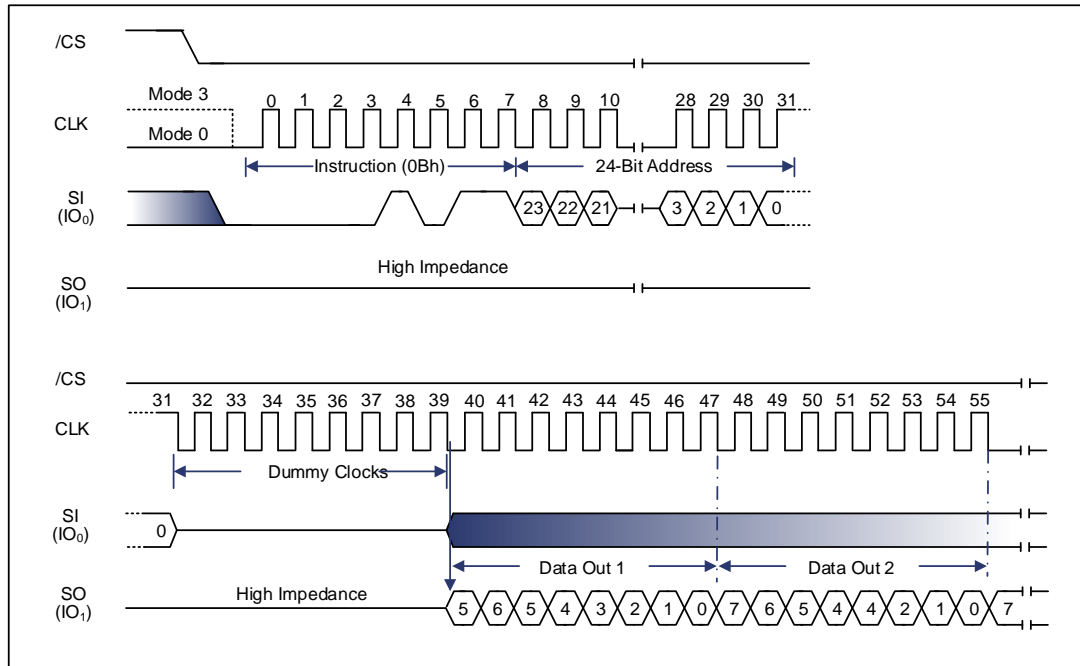 /CS
Mode 3
0 1 2 3 4 5 6 7 8 9 10 28 29 30 31
CLK
Mode 0
Instruction (0Bh) 24-Bit Address
SI
(IO₀)
23 22 21 3 2 1 0
High Impedance
SO
(IO₁)
/CS
31 32 33 34 35 36 37 38 39 40 41 42 43 44 45 46 47 48 49 50 51 52 53 54 55
CLK
Dummy Clocks
SI
(IO₀)
0
Data Out 1 Data Out 2
High Impedance
SO
(IO₁)
5 6 5 4 3 2 1 0 7 6 5 4 4 2 1 0 7